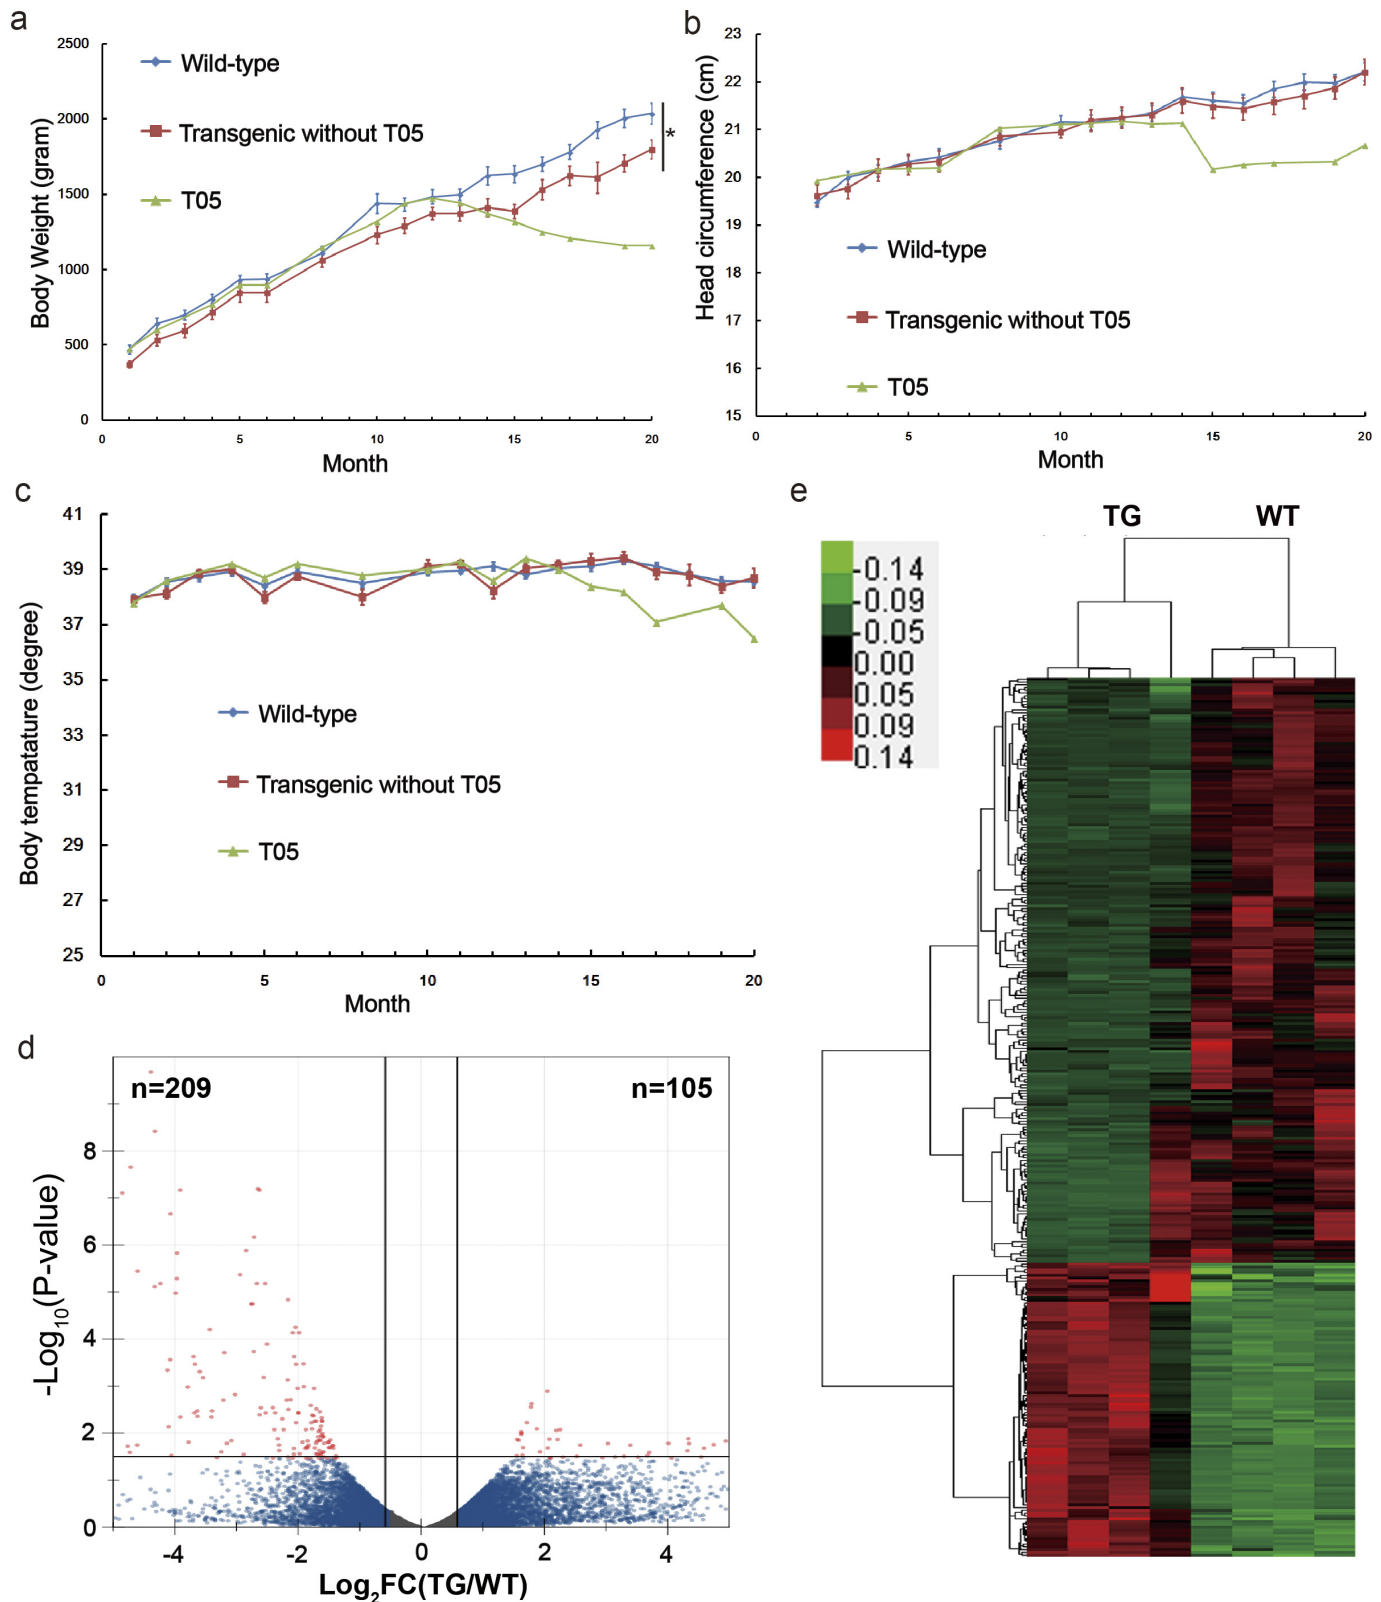 a
2500
2000
1500
1000
500
0
0 5 10 15 20
Body Weight (gram)
Month
Wild-type
Transgenic without T05
T05
*
b
23
22
21
20
19
18
17
16
15
0 5 10 15 20
Head circumference (cm)
Month
Wild-type
Transgenic without T05
T05
c
41
39
37
35
33
31
29
27
25
0 5 10 15 20
Body tempatature (degree)
Month
Wild-type
Transgenic without T05
T05
d
n=209 n=105
8
6
4
2
0
-4 -2 0 2 4
-Log10(P-value)
Log2FC(TG/WT)
e
TG WT
-0.14
-0.09
-0.05
0.00
0.05
0.09
0.14